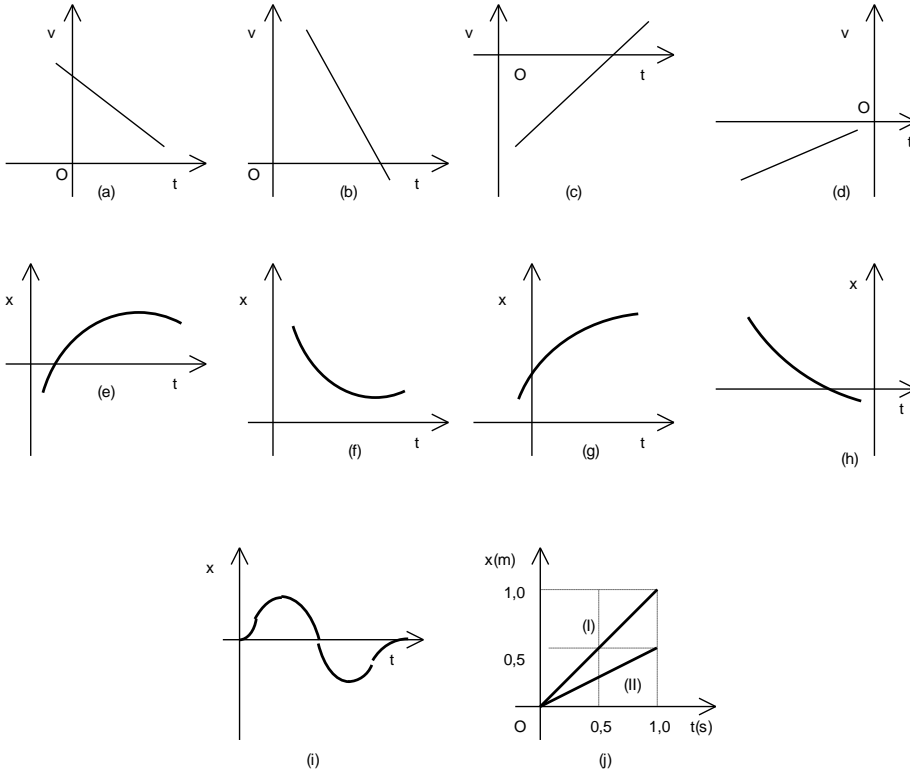 v
O
t
(a)
v
O
t
(b)
v
O
t
(c)
v
O
t
(d)
x
t
(e)
x
t
(f)
x
t
(g)
x
t
(h)
x
t
(i)
x(m)
1,0
(I)
0,5
(II)
O
0,5
1,0
t(s)
(j)